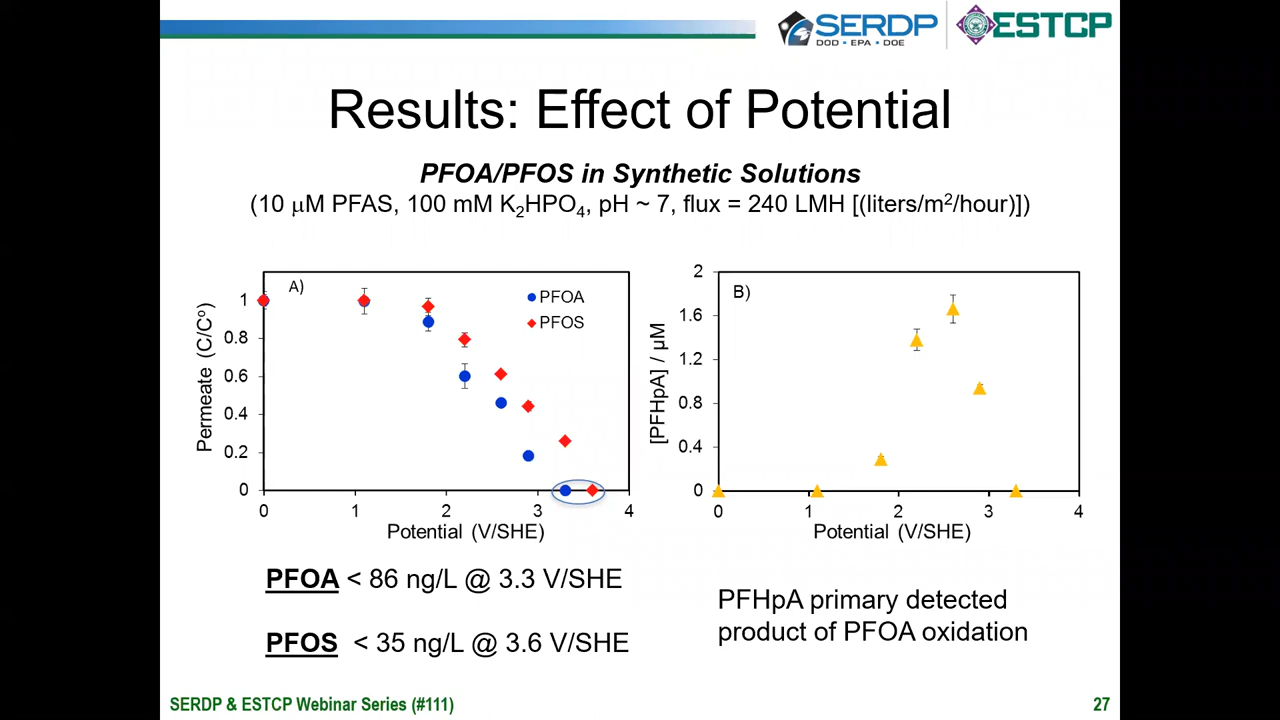 SERDP
DOD • EPA • DOE
ESTCP
Results: Effect of Potential
PFOA/PFOS in Synthetic Solutions
(10 μM PFAS, 100 mM K₂HPO₄, pH ~ 7, flux = 240 LMH [(liters/m²/hour)])
A)
PFOA
PFOS
Permeate (C/Cº)
1
0.8
0.6
0.4
0.2
0
0 1 2 3 4
Potential (V/SHE)
B)
[PFHpA] / μM
2
1.6
1.2
0.8
0.4
0
0 1 2 3 4
Potential (V/SHE)
PFOA < 86 ng/L @ 3.3 V/SHE
PFOS < 35 ng/L @ 3.6 V/SHE
PFHpA primary detected
product of PFOA oxidation
SERDP & ESTCP Webinar Series (#111)
27